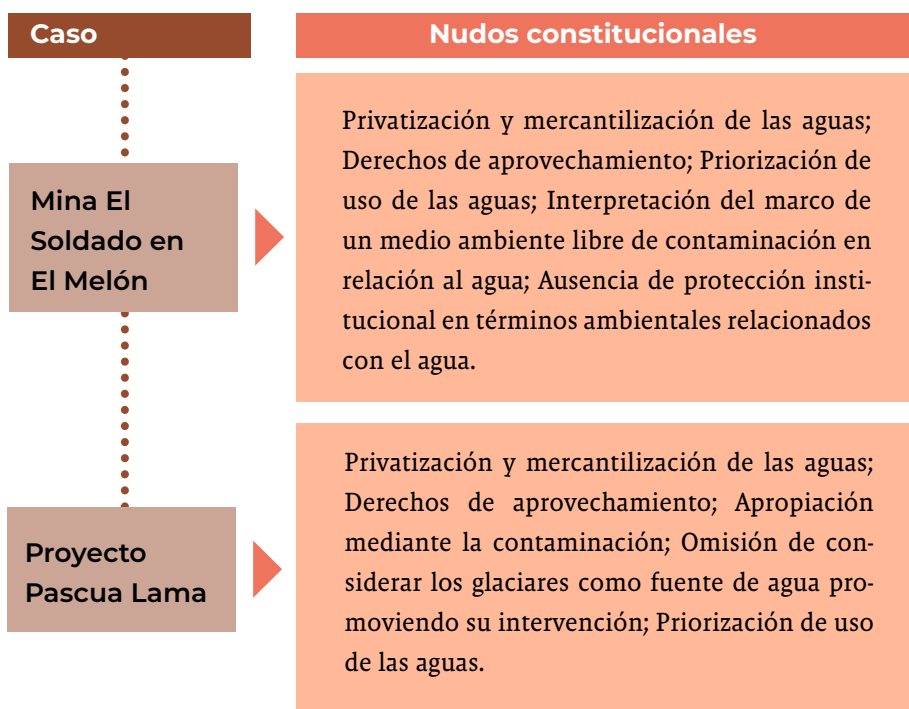 Caso
Nudos constitucionales
Mina El
Soldado en
El Melón
Privatización y mercantilización de las aguas;
Derechos de aprovechamiento; Priorización de
uso de las aguas; Interpretación del marco de
un medio ambiente libre de contaminación en
relación al agua; Ausencia de protección insti-
tucional en términos ambientales relacionados
con el agua.
Proyecto
Pascua Lama
Privatización y mercantilización de las aguas;
Derechos de aprovechamiento; Apropiación
mediante la contaminación; Omisión de con-
siderar los glaciares como fuente de agua pro-
moviendo su intervención; Priorización de uso
de las aguas.